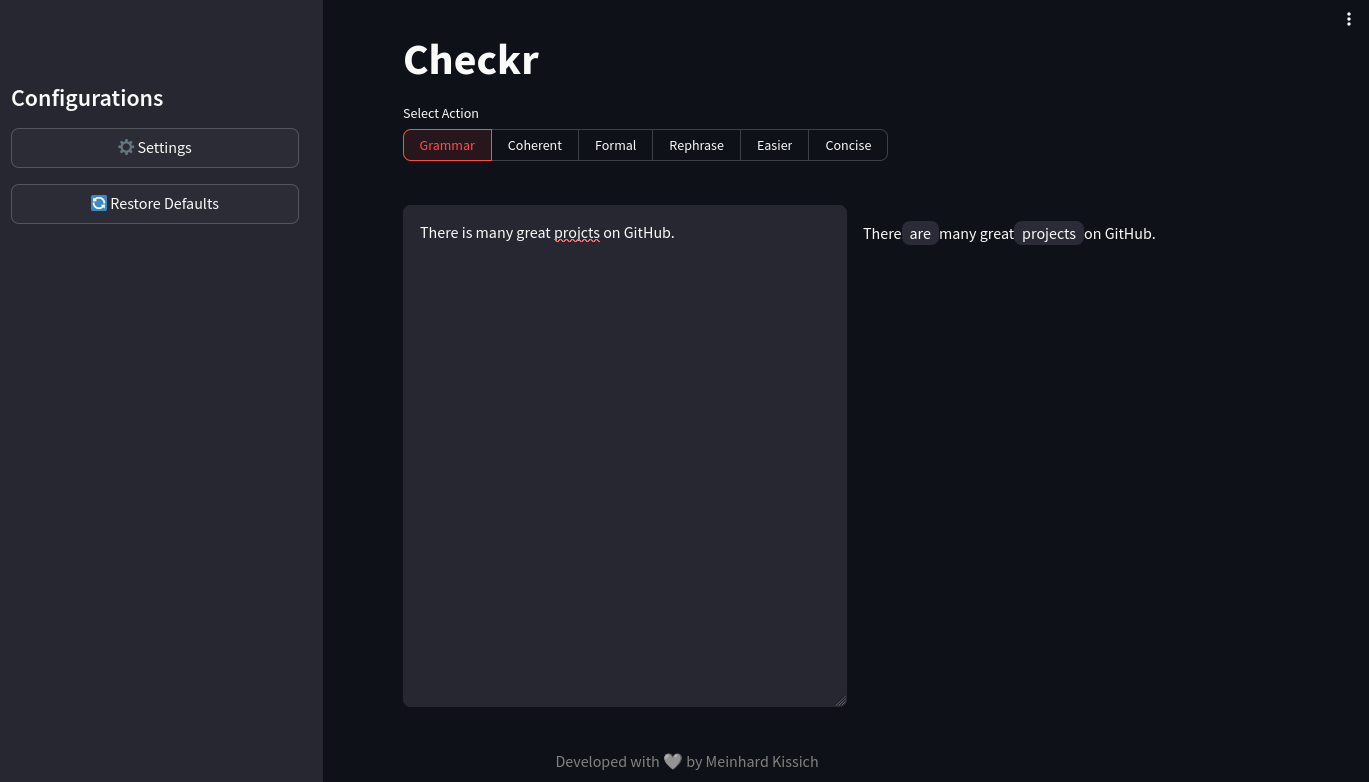 Configurations
⚙️ Settings
🔄 Restore Defaults
Checkr
Select Action
Grammar Coherent Formal Rephrase Easier Concise
There is many great projcts on GitHub.
There are many great projects on GitHub.
Developed with 🩶 by Meinhard Kissich